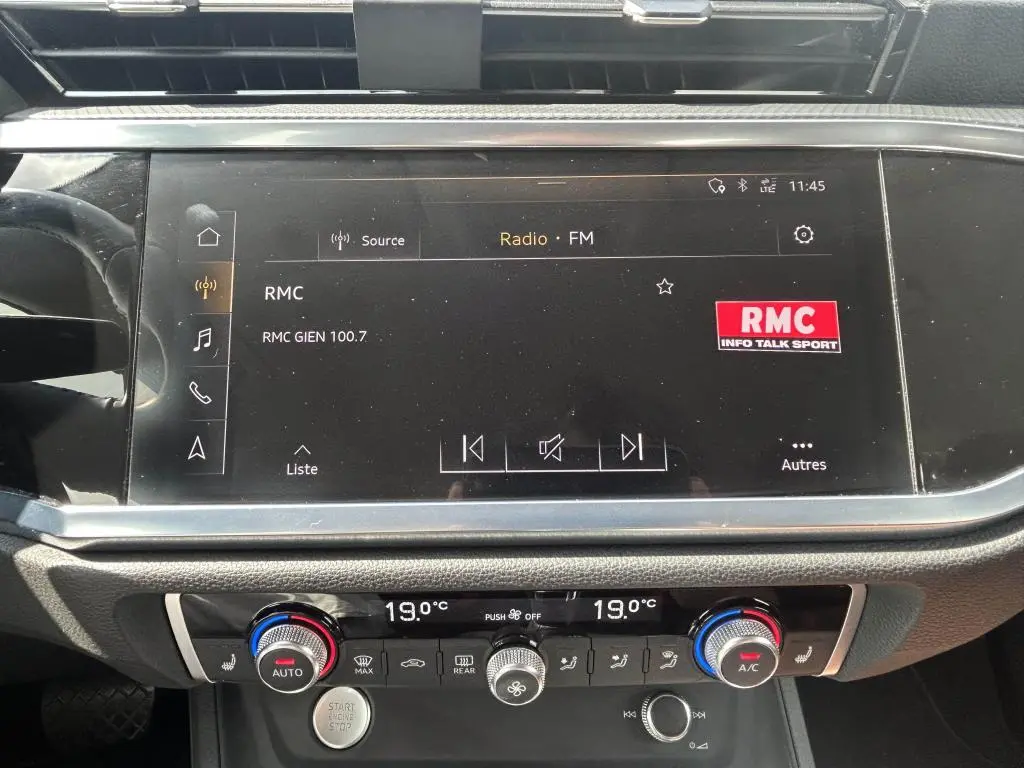 LTE 11:45
Source
Radio · FM
RMC
RMC GIEN 100.7
RMC
INFO TALK SPORT
Liste
Autres
19.0°C
PUSH OFF
19.0°C
AUTO
MAX
REAR
A/C
START
ENGINE
STOP